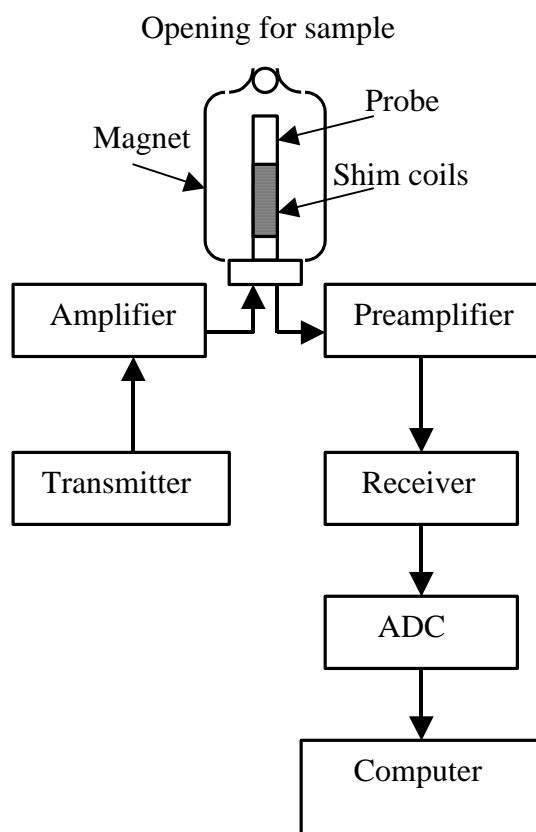 Opening for sample
Probe
Magnet
Shim coils
Amplifier
Preamplifier
Transmitter
Receiver
ADC
Computer